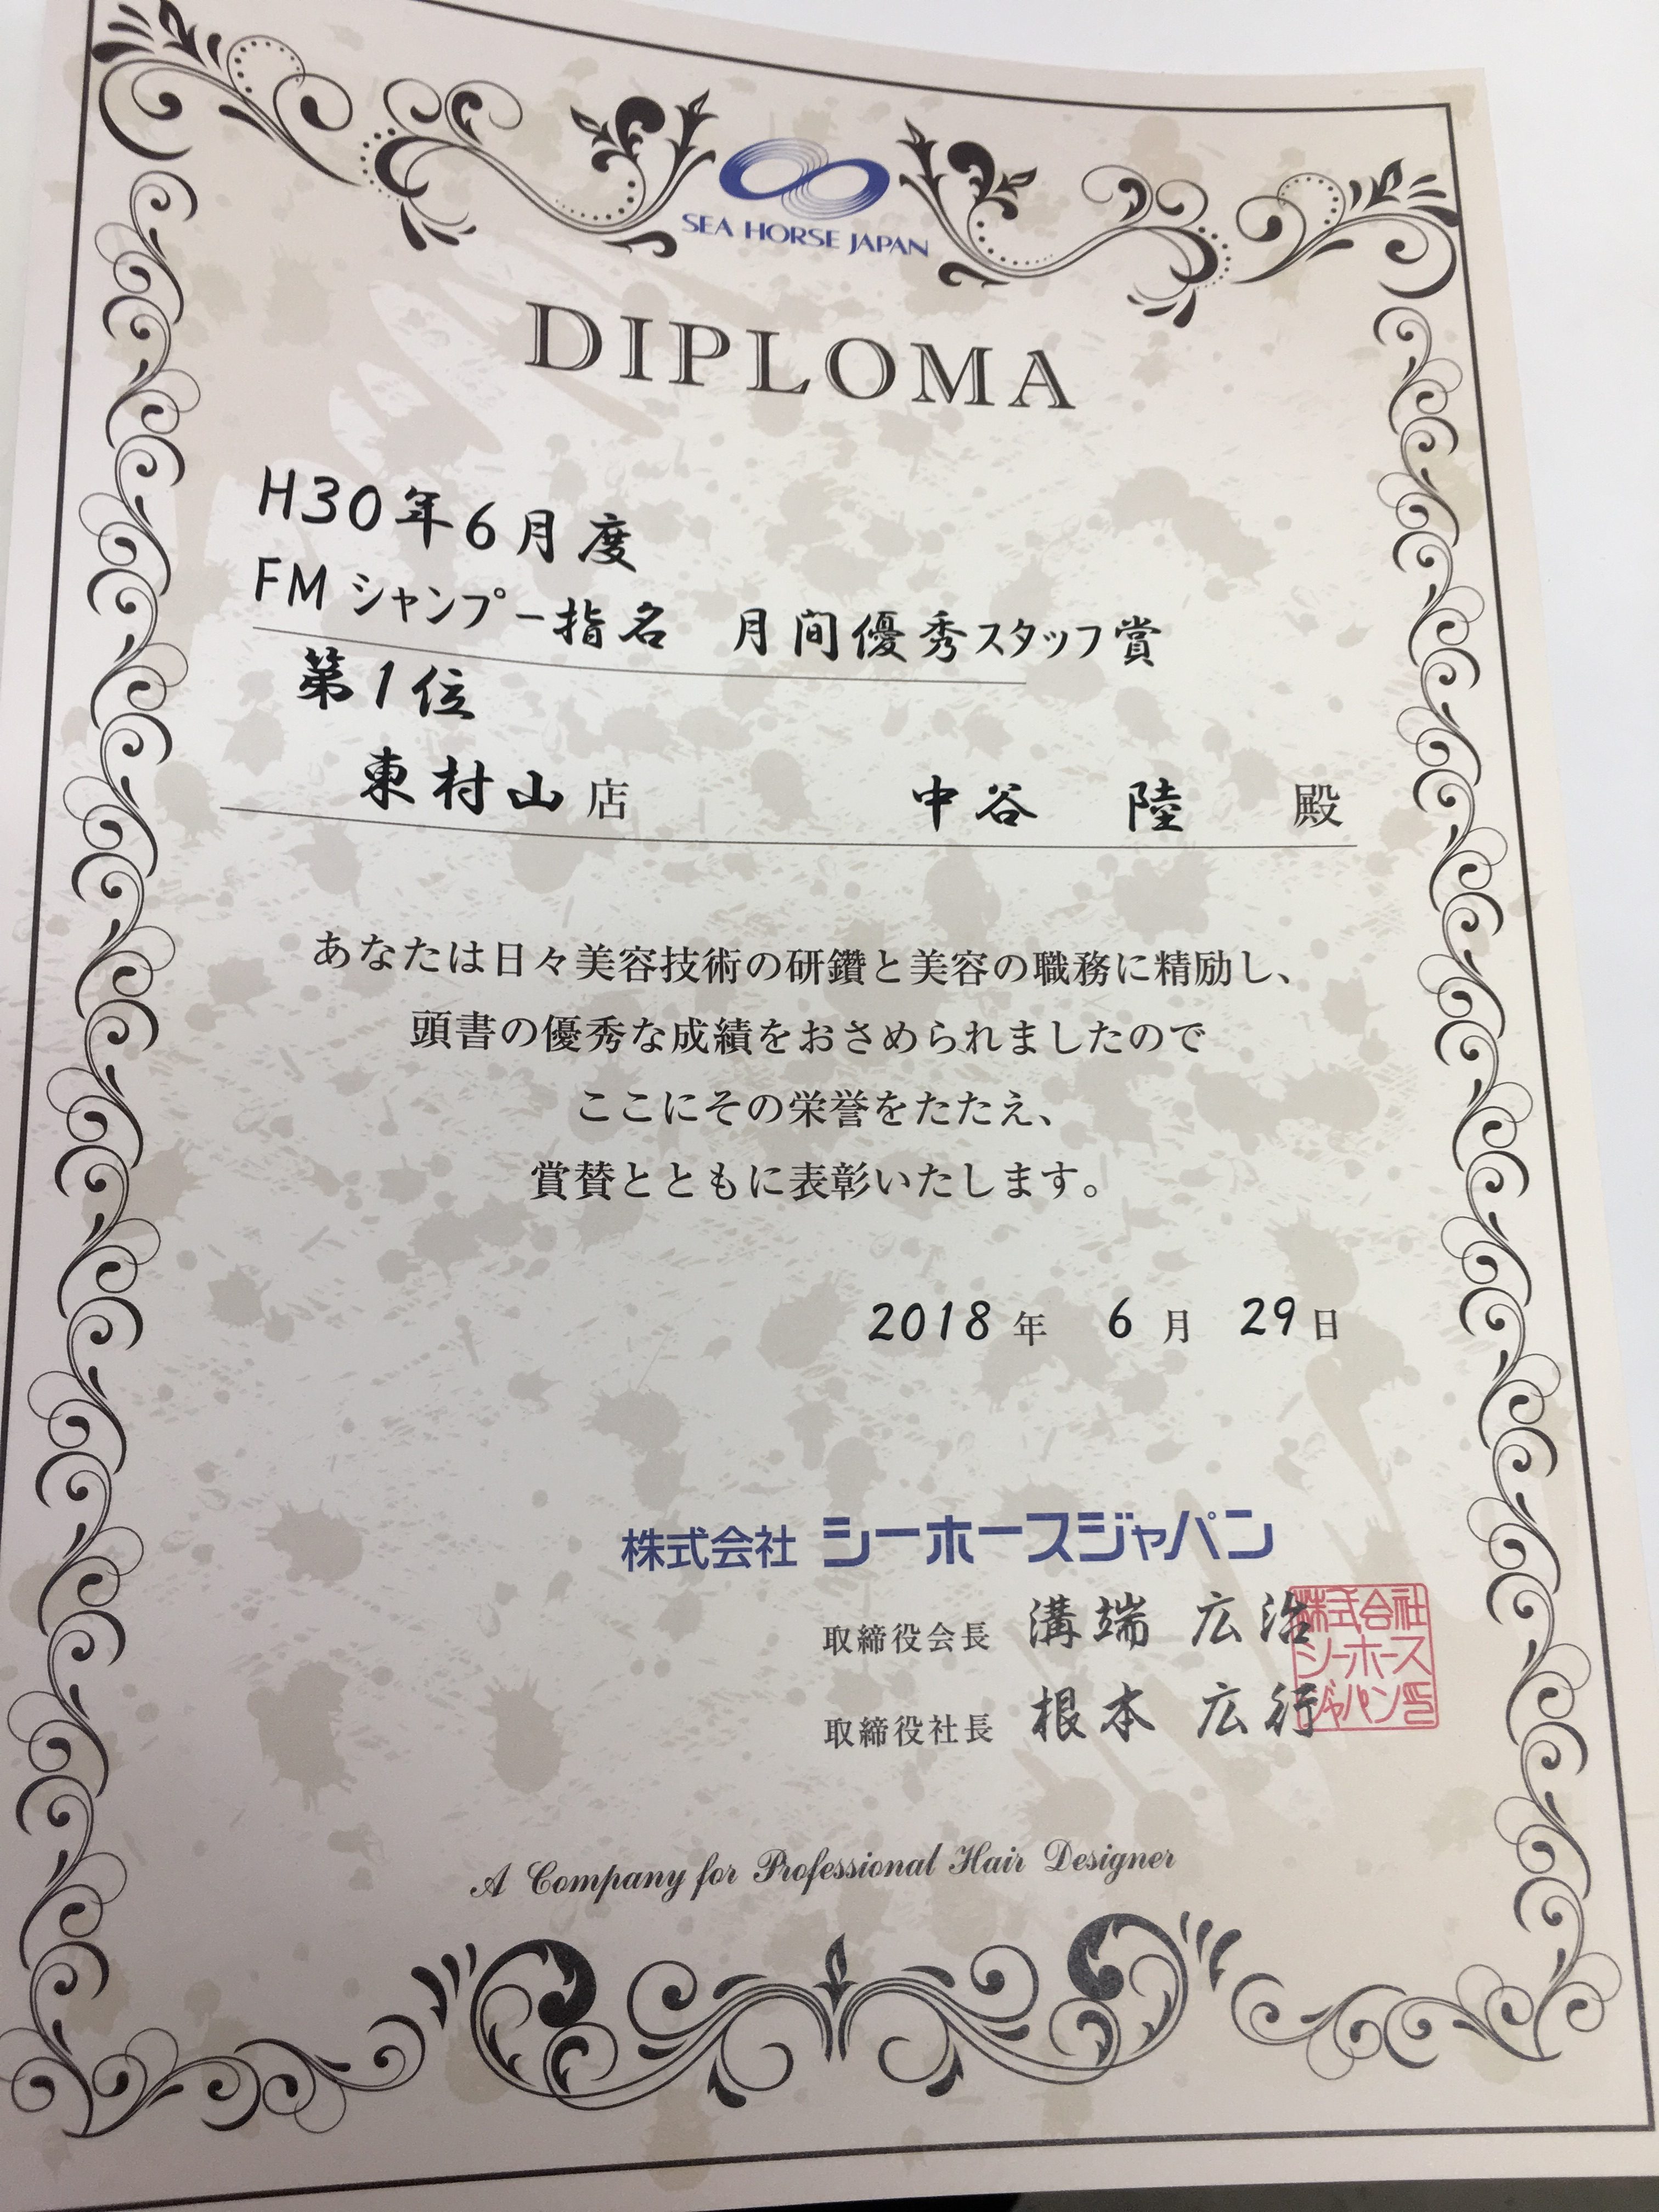 SEA HORSE JAPAN
DIPLOMA
H30年6月度
FMシャンプー指名 月間優秀スタッフ賞
第1位
東村山店 中谷 陸 殿
あなたは日々美容技術の研鑽と美容の職務に精励し、
頭書の優秀な成績をおさめられましたので
ここにその栄誉をたたえ、
賞賛とともに表彰いたします。
2018年 6月 29日
株式会社 シーホースジャパン
取締役会長 溝端 広治
取締役社長 根本 広行
株式会社
シーホース
ジャパン印
A Company for Professional Hair Designer